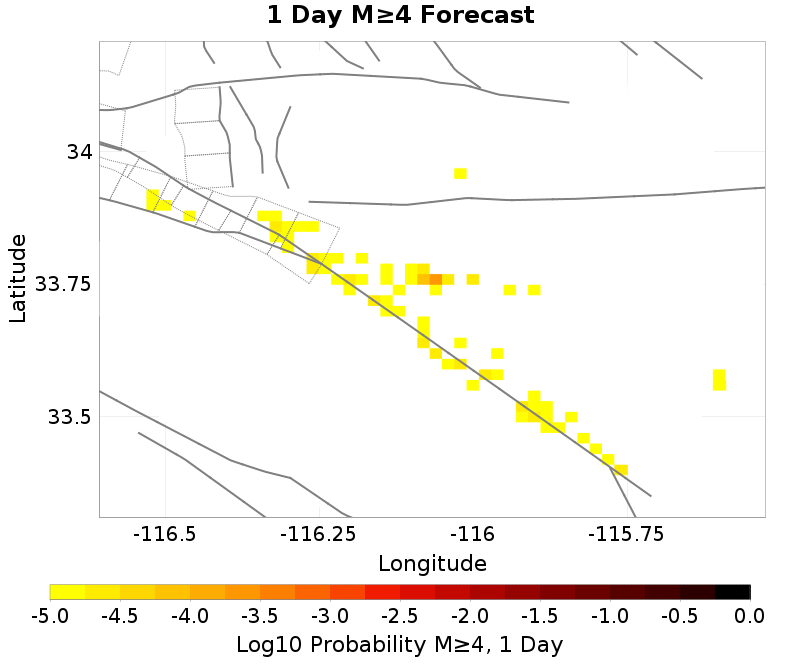 1 Day M≥4 Forecast
Latitude
34
33.75
33.5
-116.5 -116.25 -116 -115.75
Longitude
-5.0 -4.5 -4.0 -3.5 -3.0 -2.5 -2.0 -1.5 -1.0 -0.5 0.0
Log10 Probability M≥4, 1 Day